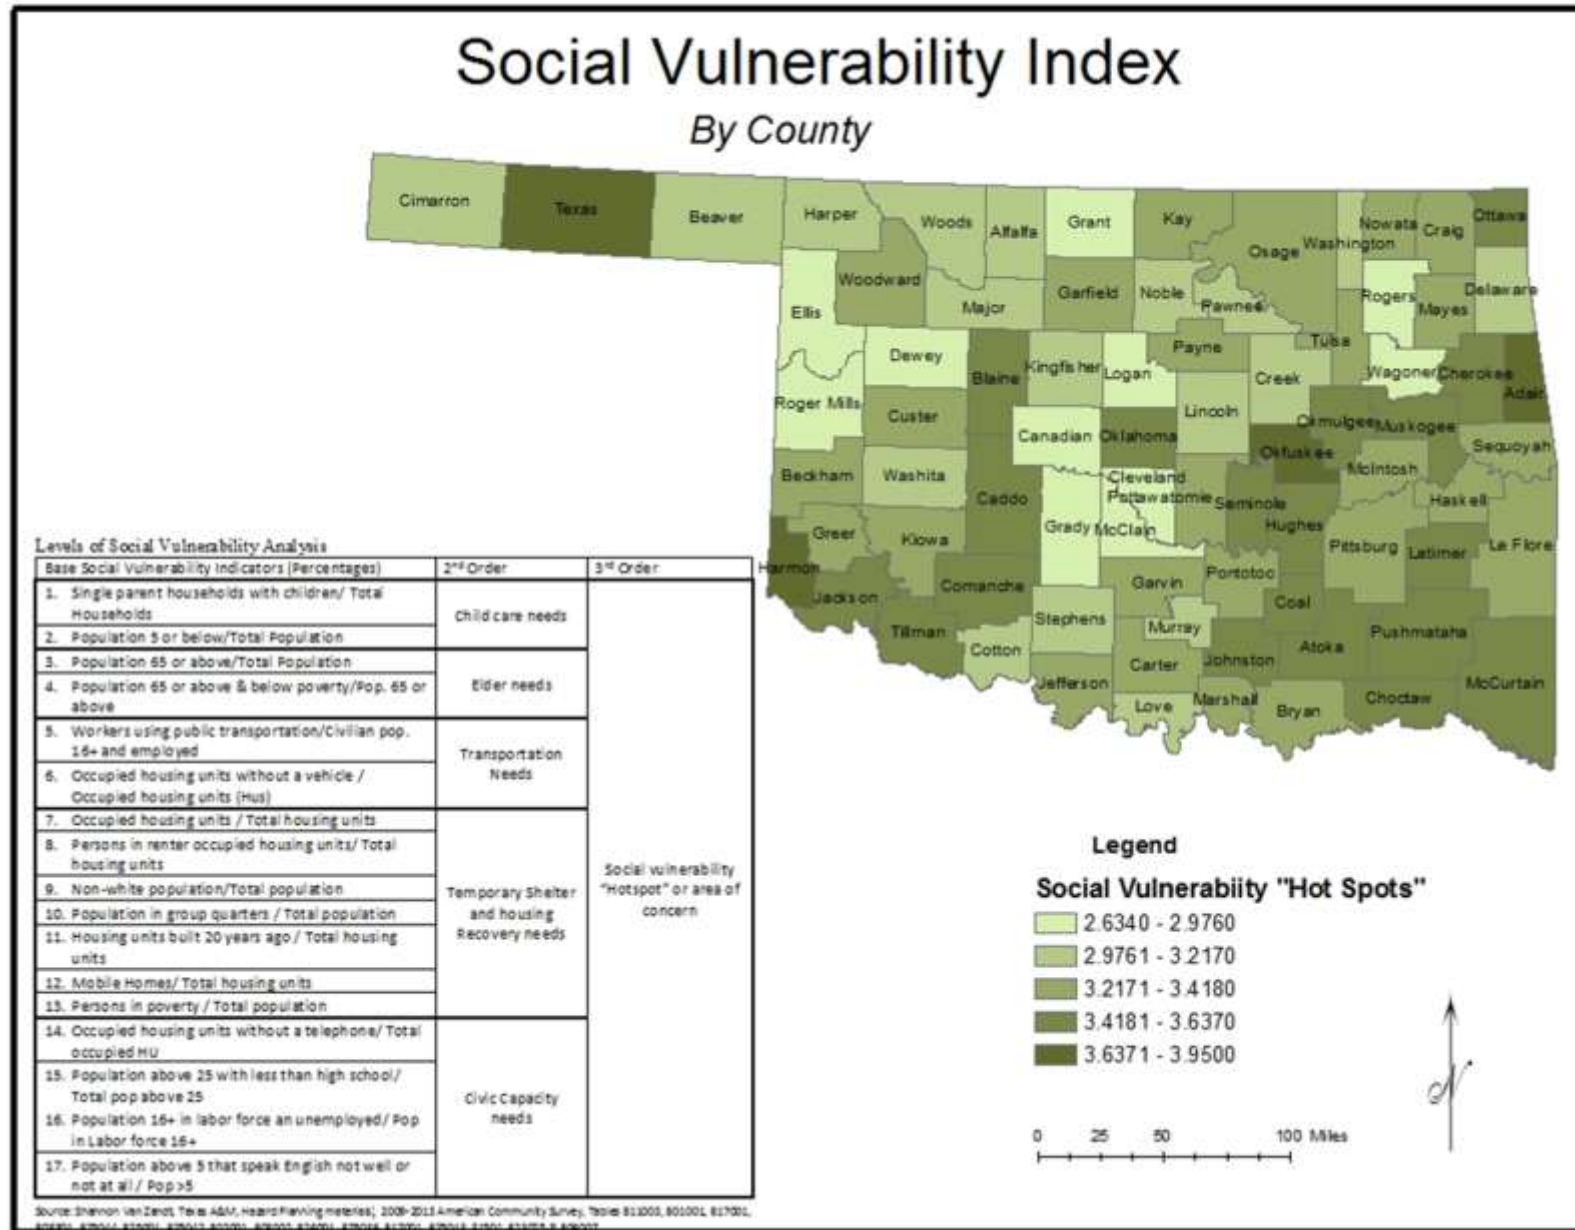 Social Vulnerability Index
By County
Cimarron
Texas
Beaver
Harper
Woods
Alfalfa
Grant
Kay
Osage
Washington
Nowata
Craig
Ottawa
Woodward
Ellis
Major
Garfield
Noble
Pawnee
Rogers
Mayes
Delaware
Dewey
Blaine
Kingfisher
Logan
Payne
Tulsa
Creek
Wagoner
Cherokee
Adair
Roger Mills
Custer
Canadian
Oklahoma
Lincoln
Okmulgee
Muskogee
Okfuskee
Sequoyah
Beckham
Washita
Caddo
Cleveland
Pottawatomie
Seminole
McIntosh
Haskell
Hughes
Greer
Kiowa
Grady
McClain
Pittsburg
Latimer
Le Flore
Harmon
Jackson
Comanche
Garvin
Pontotoc
Coal
Tillman
Stephens
Murray
Cotton
Carter
Johnston
Atoka
Pushmataha
McCurtain
Jefferson
Love
Marshall
Bryan
Choctaw
Levels of Social Vulnerability Analysis
Base Social Vulnerability Indicators (Percentages)
2nd Order
3rd Order
1. Single parent households with children/ Total
Households
2. Population 5 or below/Total Population
Child care needs
3. Population 65 or above/Total Population
4. Population 65 or above & below poverty/Pop. 65 or
above
Elder needs
5. Workers using public transportation/Civilian pop.
16+ and employed
6. Occupied housing units without a vehicle /
Occupied housing units (Hus)
Transportation
Needs
7. Occupied housing units / Total housing units
8. Persons in renter occupied housing units/ Total
housing units
9. Non-white population/Total population
10. Population in group quarters / Total population
11. Housing units built 20 years ago / Total housing
units
12. Mobile Homes/ Total housing units
13. Persons in poverty / Total population
Temporary Shelter
and housing
Recovery needs
14. Occupied housing units without a telephone/ Total
occupied HU
15. Population above 25 with less than high school/
Total pop above 25
16. Population 16+ in labor force an unemployed/ Pop
in Labor force 16+
17. Population above 5 that speak English not well or
not at all / Pop >5
Civic Capacity
needs
Social vulnerability
"Hotspot" or area of
concern
Source: Shannon Van Zandt, Texas A&M, Hazard Planning materials; 2009-2013 American Community Survey, Tables
Legend
Social Vulnerabiity "Hot Spots"
2.6340 - 2.9760
2.9761 - 3.2170
3.2171 - 3.4180
3.4181 - 3.6370
3.6371 - 3.9500
0 25 50 100 Miles
N